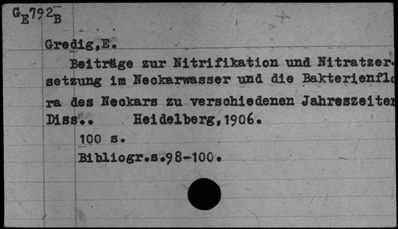 GE792B
Gredig,E.
Beiträge zur Nitrifikation und Nitratzer
setzung im Neckarwasser und die Bakterienflo
ra des Neckars zu verschiedenen Jahreszeiten
Diss.. Heidelberg,1906.
100 s.
Bibliogr.s.98-100.